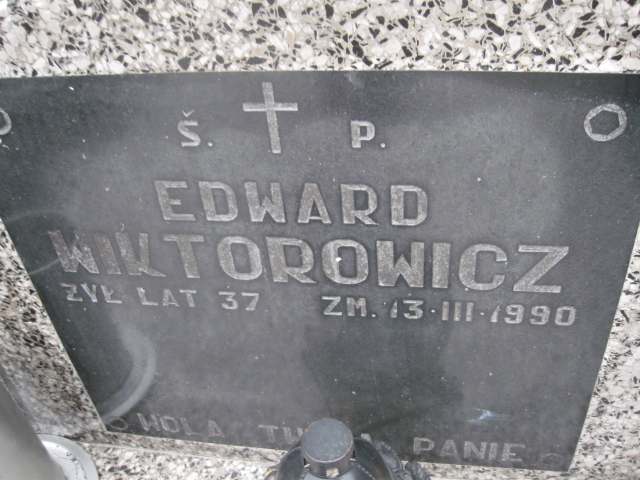 Š. P.
EDWARD
WIKTOROWICZ
ŻYŁ LAT 37 ZM. 13·III·1990
WOLA PANIE